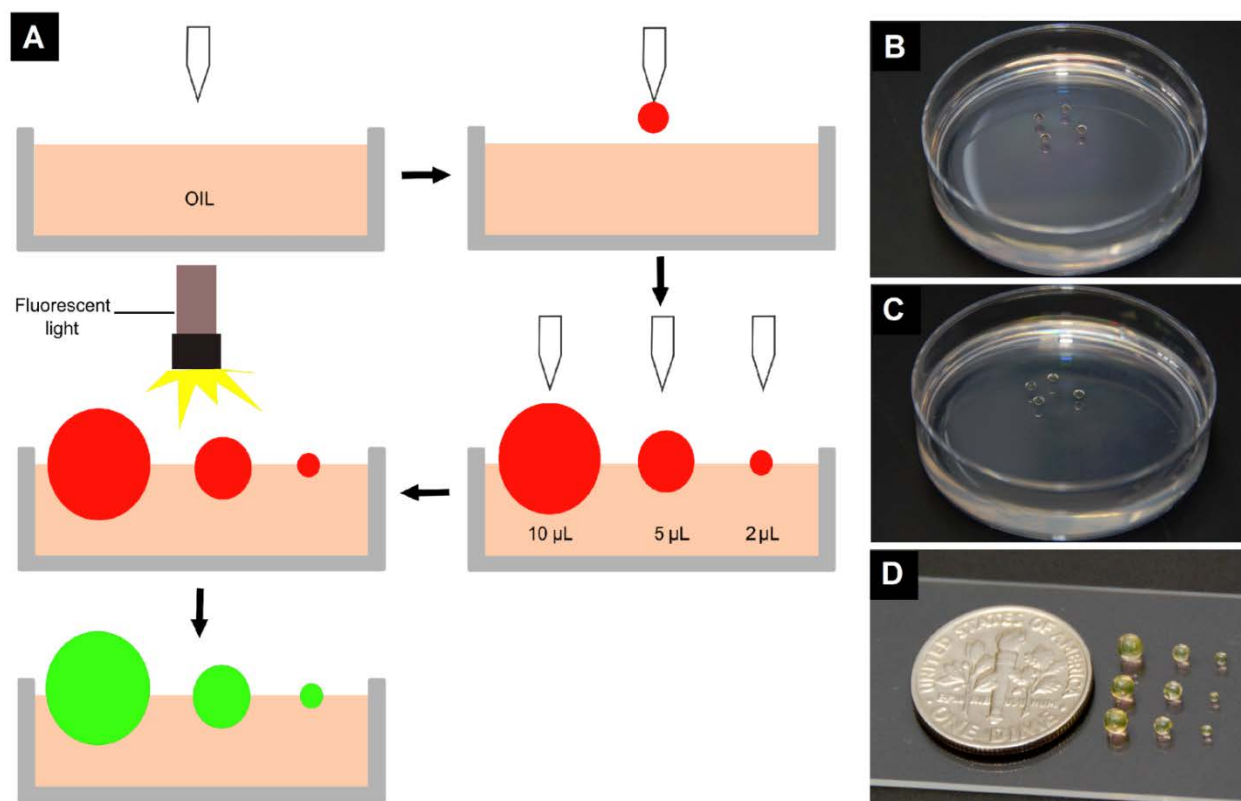 A
OIL
Fluorescent
light
10 µL
5 µL
2 µL
B
C
D
UNITED STATES OF AMERICA
ONE DIME